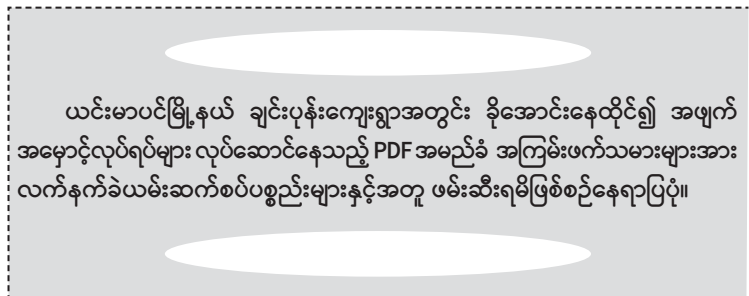 ယင်းမာပင်မြို့နယ် ချင်းပုန်းကျေးရွာအတွင်း ခိုအောင်းနေထိုင်၍ အဖျက်
အမှောင့်လုပ်ရပ်များ လုပ်ဆောင်နေသည့် PDF အမည်ခံ အကြမ်းဖက်သမားများအား
လက်နက်ခဲယမ်းဆက်စပ်ပစ္စည်းများနှင့်အတူ ဖမ်းဆီးရမိဖြစ်စဉ်နေရာပြပုံ။